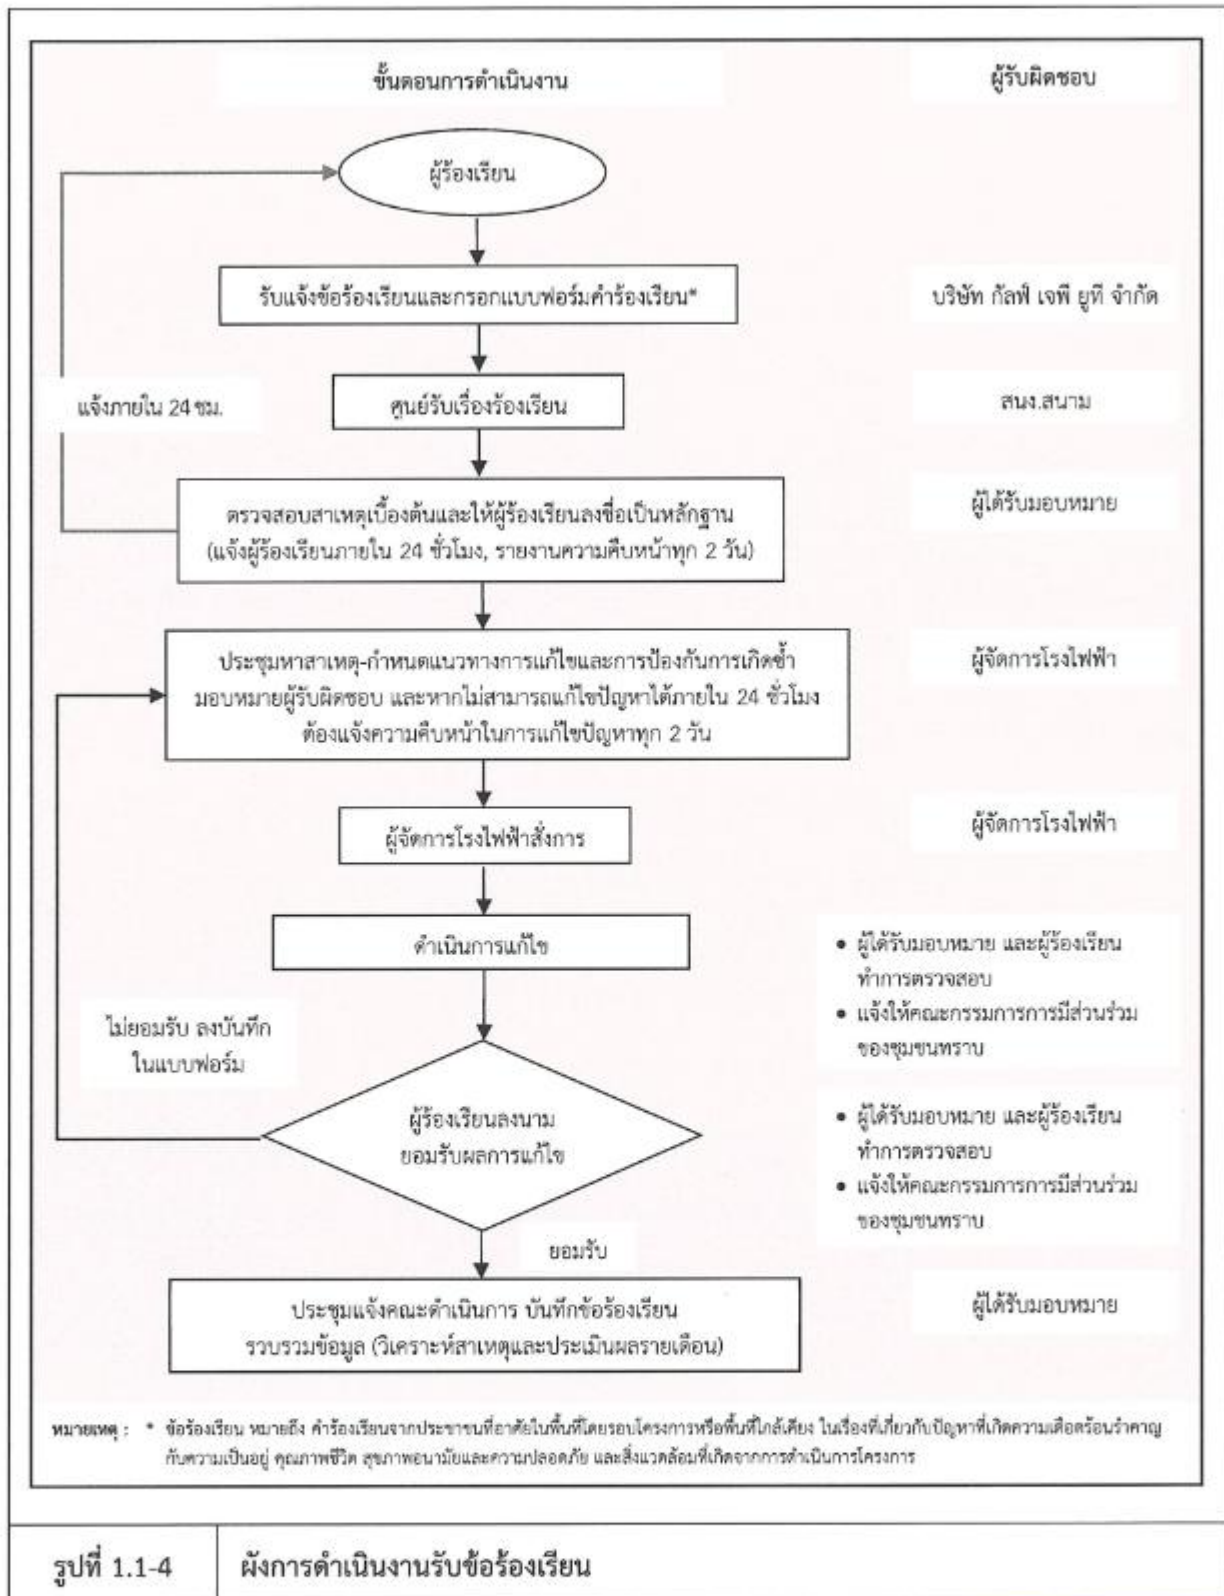 ขั้นตอนการดำเนินงาน
ผู้รับผิดชอบ
ผู้ร้องเรียน
รับแจ้งข้อร้องเรียนและกรอกแบบฟอร์มคำร้องเรียน*
บริษัท กัลฟ์ เจพี ยูที จำกัด
แจ้งภายใน 24 ชม.
ศูนย์รับเรื่องร้องเรียน
สนง.สนาม
ตรวจสอบสาเหตุเบื้องต้นและให้ผู้ร้องเรียนลงชื่อเป็นหลักฐาน
(แจ้งผู้ร้องเรียนภายใน 24 ชั่วโมง, รายงานความคืบหน้าทุก 2 วัน)
ผู้ได้รับมอบหมาย
ประชุมหาสาเหตุ-กำหนดแนวทางการแก้ไขและการป้องกันการเกิดซ้ำ
มอบหมายผู้รับผิดชอบ และหากไม่สามารถแก้ไขปัญหาได้ภายใน 24 ชั่วโมง
ต้องแจ้งความคืบหน้าในการแก้ไขปัญหาทุก 2 วัน
ผู้จัดการโรงไฟฟ้า
ผู้จัดการโรงไฟฟ้าสั่งการ
ผู้จัดการโรงไฟฟ้า
ดำเนินการแก้ไข
• ผู้ได้รับมอบหมาย และผู้ร้องเรียน
ทำการตรวจสอบ
• แจ้งให้คณะกรรมการการมีส่วนร่วม
ของชุมชนทราบ
ไม่ยอมรับ ลงบันทึก
ในแบบฟอร์ม
ผู้ร้องเรียนลงนาม
ยอมรับผลการแก้ไข
• ผู้ได้รับมอบหมาย และผู้ร้องเรียน
ทำการตรวจสอบ
• แจ้งให้คณะกรรมการการมีส่วนร่วม
ของชุมชนทราบ
ยอมรับ
ประชุมแจ้งคณะดำเนินการ บันทึกข้อร้องเรียน
รวบรวมข้อมูล (วิเคราะห์สาเหตุและประเมินผลรายเดือน)
ผู้ได้รับมอบหมาย
หมายเหตุ : * ข้อร้องเรียน หมายถึง คำร้องเรียนจากประชาชนที่อาศัยในพื้นที่โดยรอบโครงการหรือพื้นที่ใกล้เคียง ในเรื่องที่เกี่ยวกับปัญหาที่เกิดความเดือดร้อนรำคาญ
กับความเป็นอยู่ คุณภาพชีวิต สุขภาพอนามัยและความปลอดภัย และสิ่งแวดล้อมที่เกิดจากการดำเนินการโครงการ
รูปที่ 1.1-4
ผังการดำเนินงานรับข้อร้องเรียน